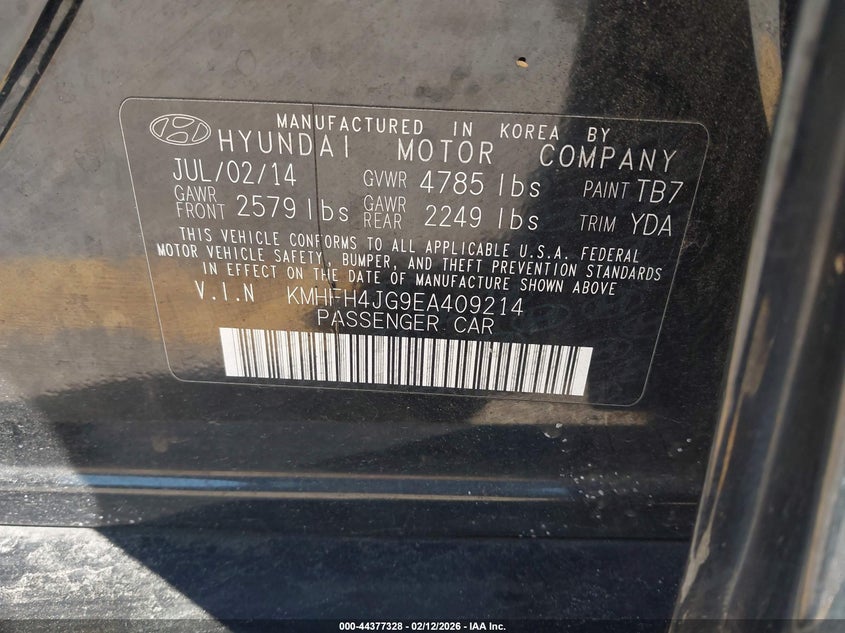 MANUFACTURED IN KOREA BY
HYUNDAI MOTOR COMPANY
JUL/02/14 GVWR 4785 lbs PAINT TB7
GAWR FRONT 2579 lbs GAWR REAR 2249 lbs TRIM YDA
THIS VEHICLE CONFORMS TO ALL APPLICABLE U.S.A. FEDERAL
MOTOR VEHICLE SAFETY, BUMPER, AND THEFT PREVENTION STANDARDS
IN EFFECT ON THE DATE OF MANUFACTURE SHOWN ABOVE
V.I.N KMHFH4JG9EA409214
PASSENGER CAR
000-44377328 - 02/12/2026 - IAA Inc.